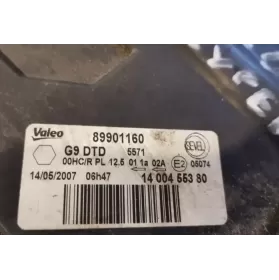 Valeo
89901160
SEVEL
G9 DTD 5571
00HC/R PL 12.5 01 1a 02A E2 05074
14/05/2007 06h47
14 004 553 80